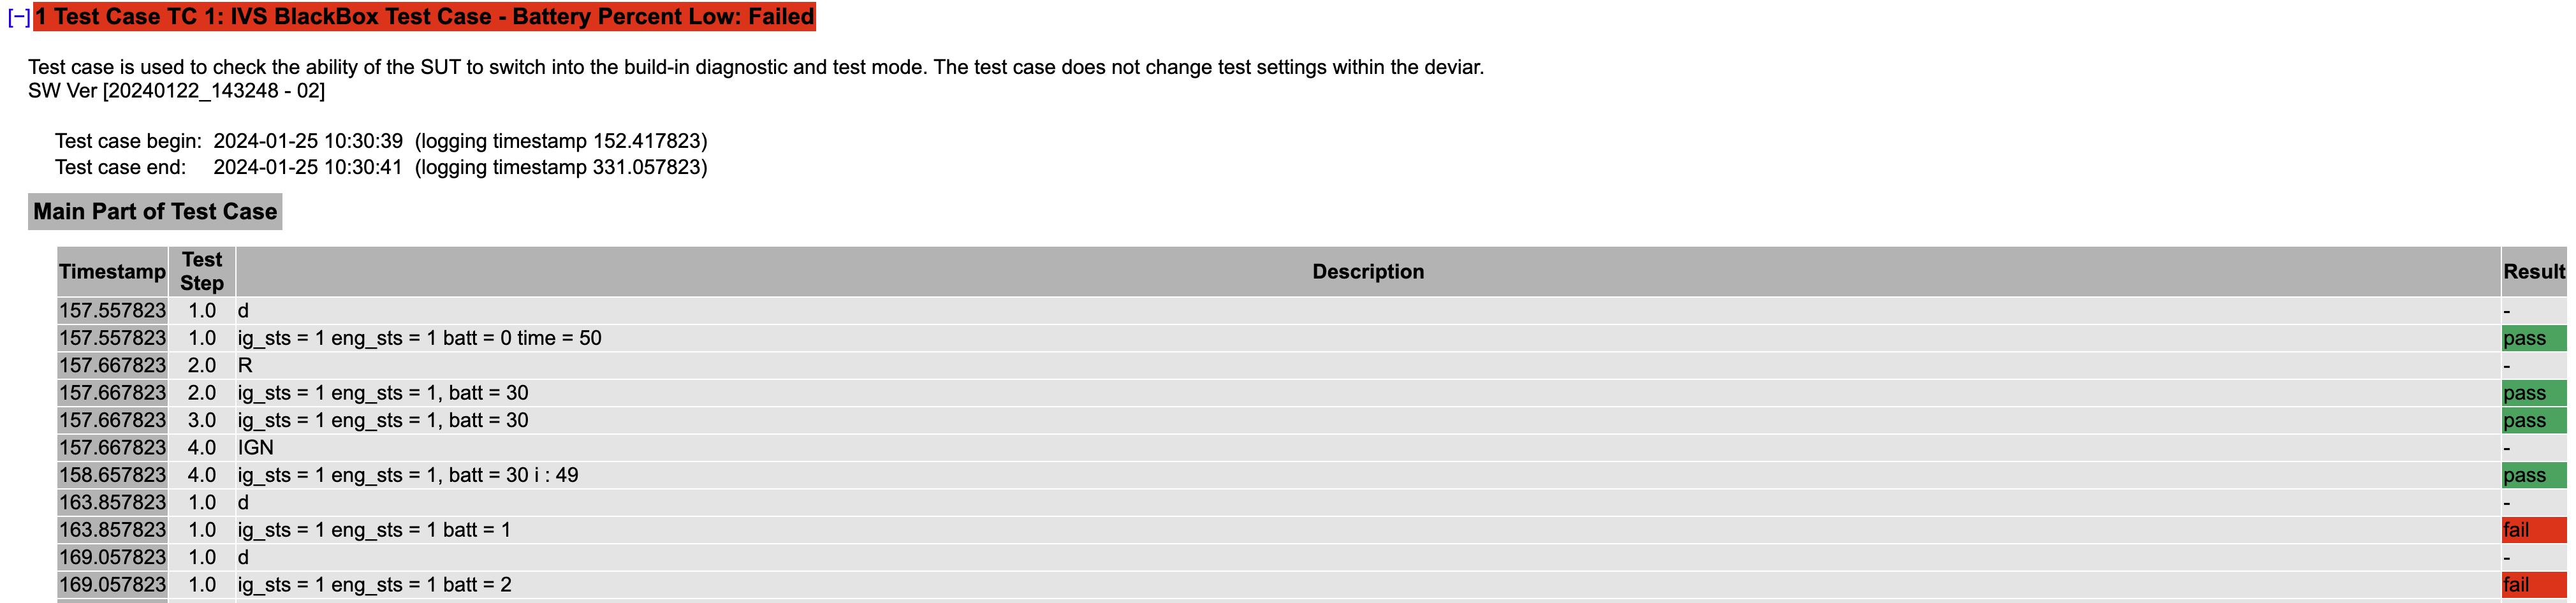 [−] 1 Test Case TC 1: IVS BlackBox Test Case - Battery Percent Low: Failed
Test case is used to check the ability of the SUT to switch into the build-in diagnostic and test mode. The test case does not change test settings within the deviar.
SW Ver [20240122_143248 - 02]
Test case begin: 2024-01-25 10:30:39 (logging timestamp 152.417823)
Test case end: 2024-01-25 10:30:41 (logging timestamp 331.057823)
Main Part of Test Case
Timestamp Test Step Description Result
157.557823 1.0 d -
157.557823 1.0 ig_sts = 1 eng_sts = 1 batt = 0 time = 50 pass
157.667823 2.0 R -
157.667823 2.0 ig_sts = 1 eng_sts = 1, batt = 30 pass
157.667823 3.0 ig_sts = 1 eng_sts = 1, batt = 30 pass
157.667823 4.0 IGN -
158.657823 4.0 ig_sts = 1 eng_sts = 1, batt = 30 i : 49 pass
163.857823 1.0 d -
163.857823 1.0 ig_sts = 1 eng_sts = 1 batt = 1 fail
169.057823 1.0 d -
169.057823 1.0 ig_sts = 1 eng_sts = 1 batt = 2 fail